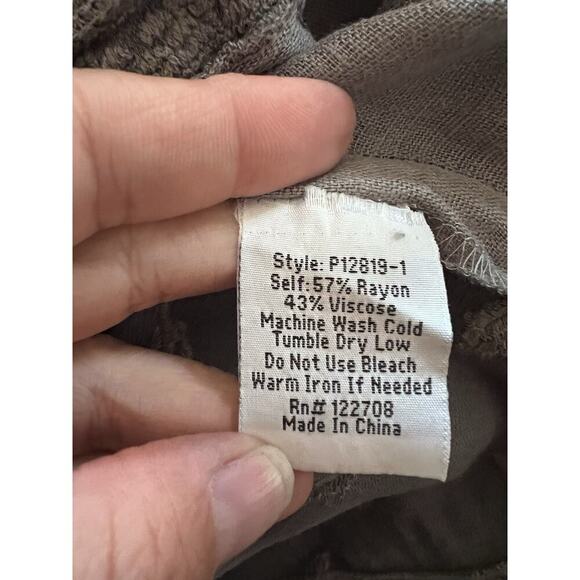 Style: P12819-1
Self:57% Rayon
43% Viscose
Machine Wash Cold
Tumble Dry Low
Do Not Use Bleach
Warm Iron If Needed
Rn# 122708
Made In China